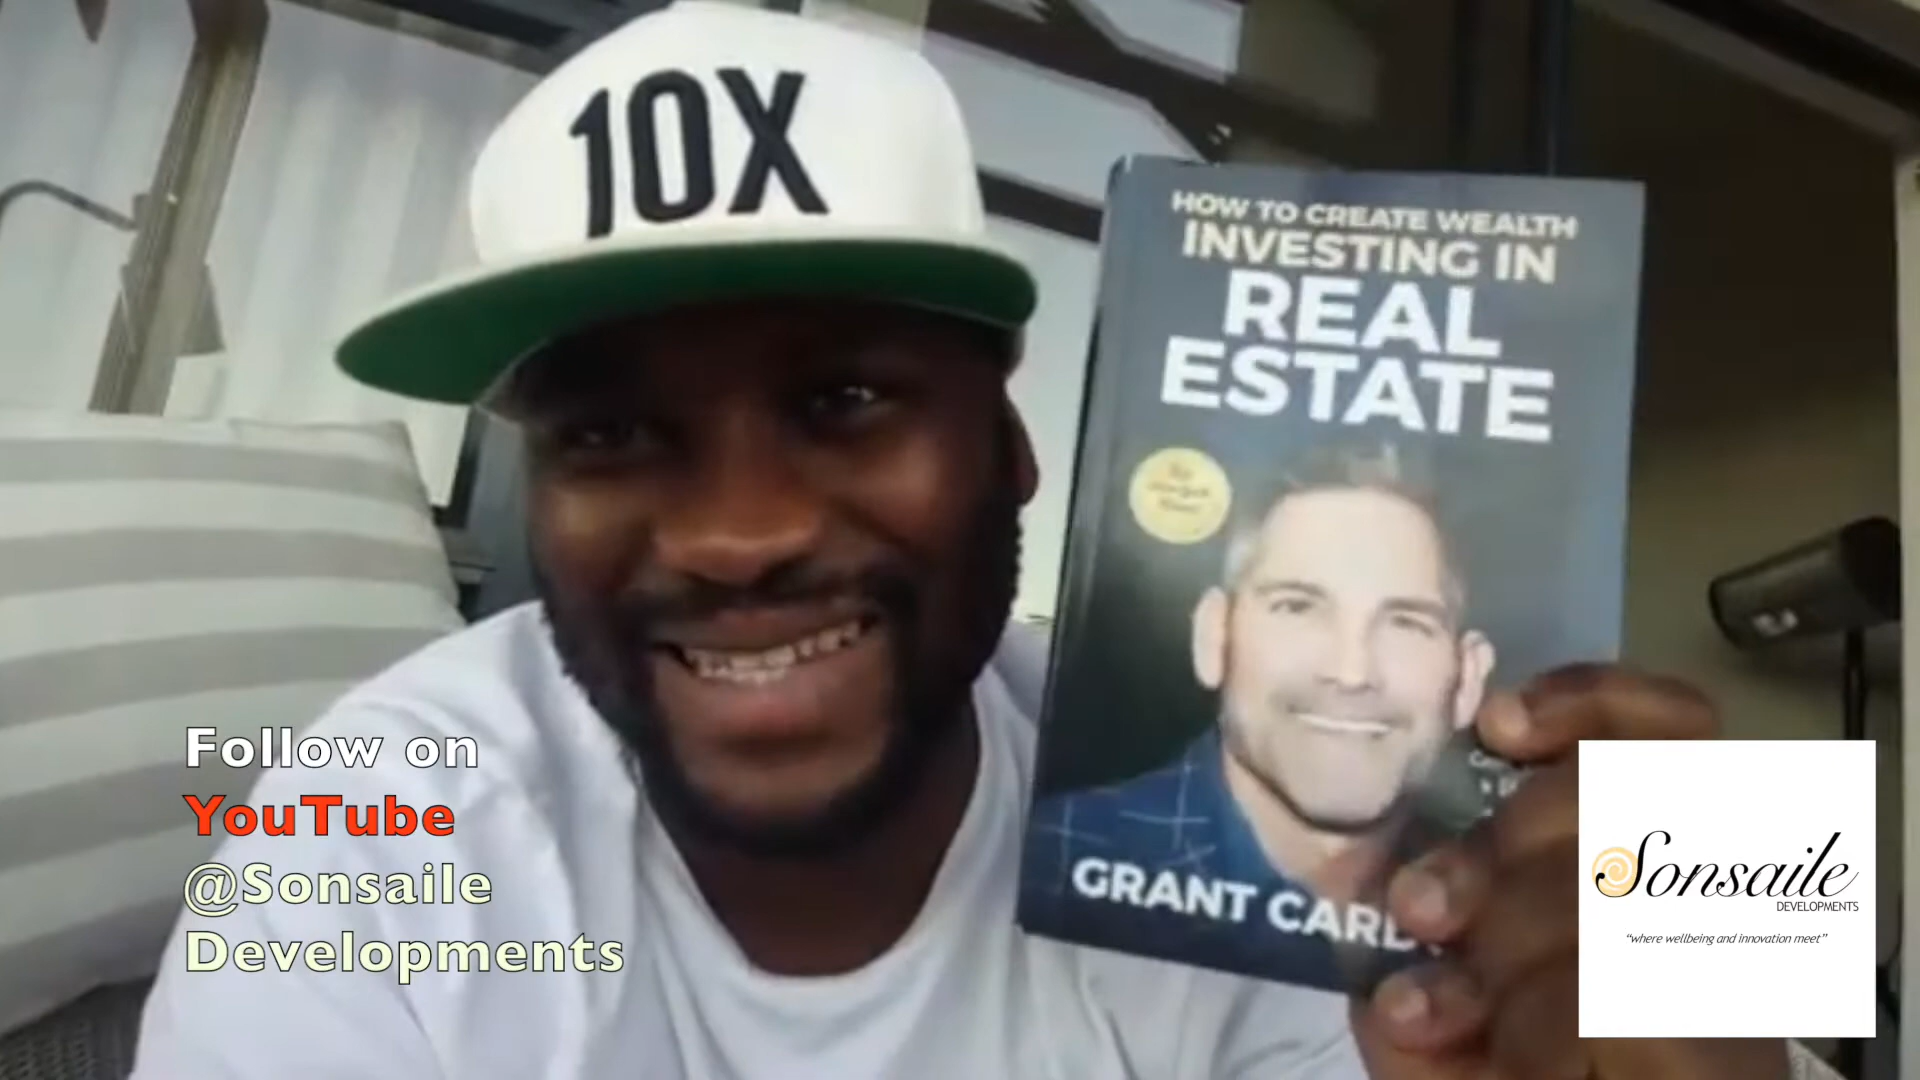 10X
HOW TO CREATE WEALTH
INVESTING IN
REAL
ESTATE
GRANT
Follow on
YouTube
@Sonsaile
Developments
Sonsaile
DEVELOPMENTS
“where wellbeing and innovation meet”